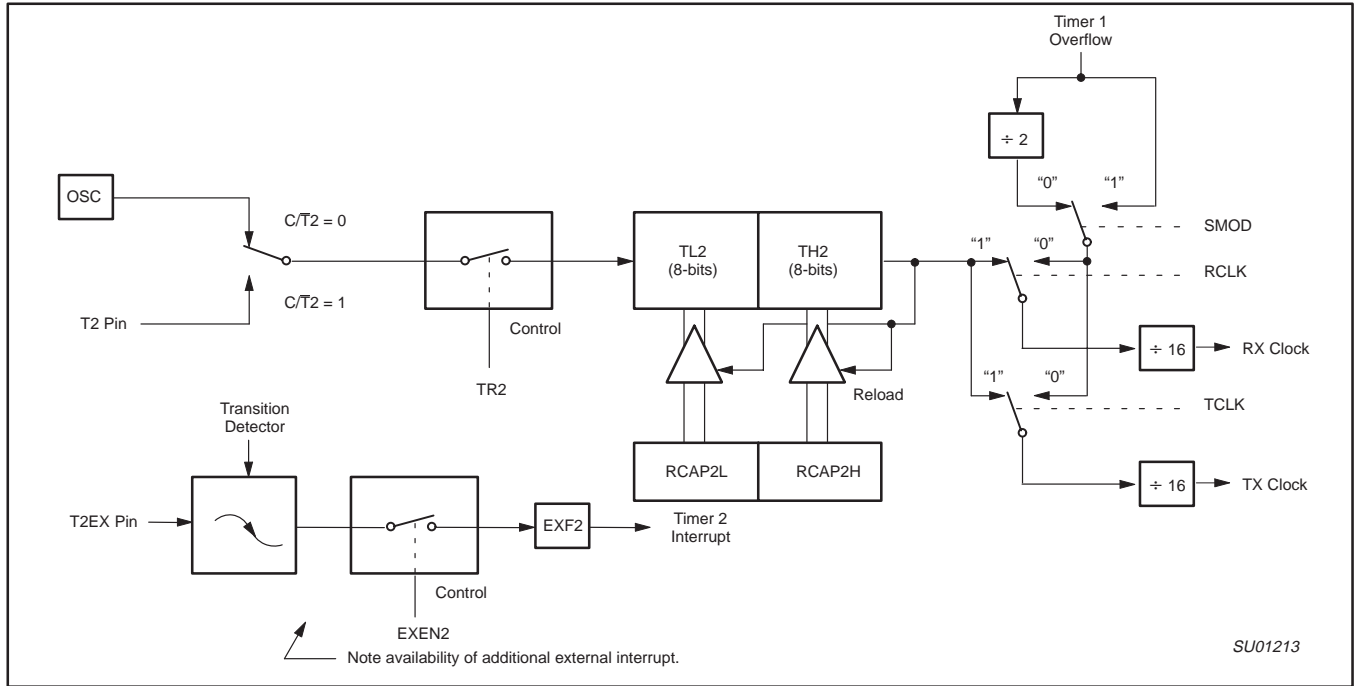 Timer 1
Overflow
÷ 2
OSC
“0”
“1”
C/T̅2 = 0
SMOD
TL2
(8-bits)
TH2
(8-bits)
“1”
“0”
RCLK
C/T̅2 = 1
T2 Pin
Control
÷ 16
RX Clock
TR2
Reload
“1”
“0”
TCLK
Transition
Detector
RCAP2L
RCAP2H
÷ 16
TX Clock
T2EX Pin
EXF2
Timer 2
Interrupt
Control
EXEN2
Note availability of additional external interrupt.
SU01213